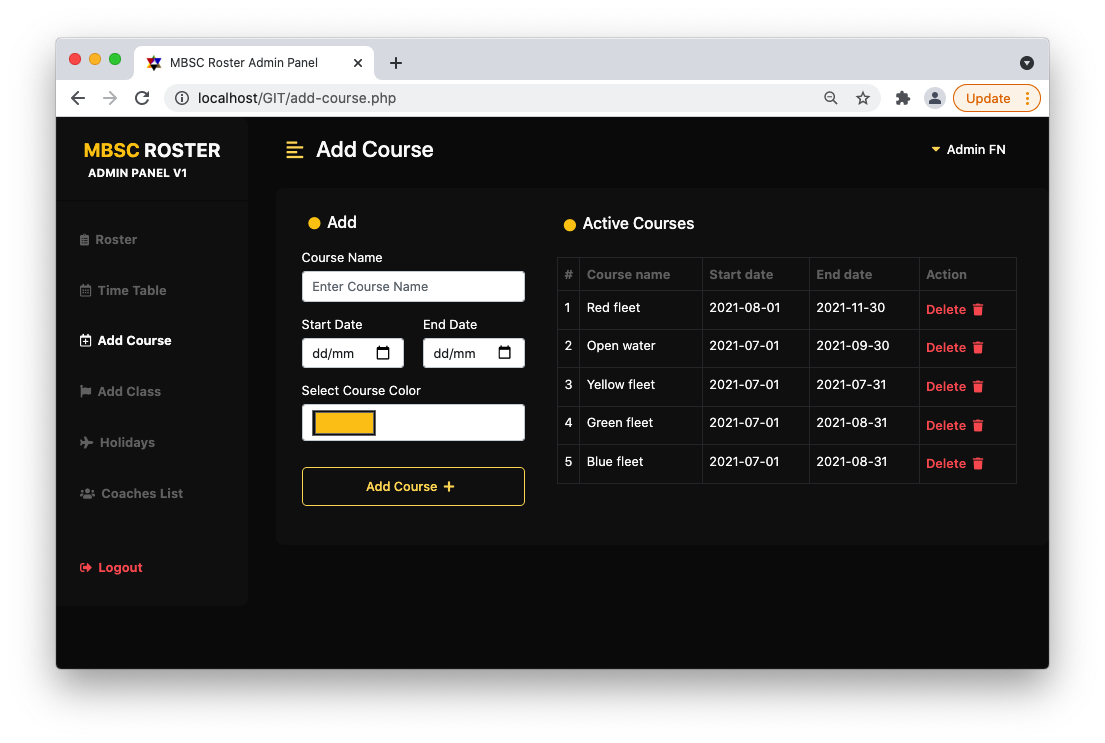 MBSC Roster Admin Panel
localhost/GIT/add-course.php
Update
MBSC ROSTER
ADMIN PANEL V1
Roster
Time Table
Add Course
Add Class
Holidays
Coaches List
Logout
Add Course
Admin FN
Add
Course Name
Enter Course Name
Start Date End Date
dd/mm dd/mm
Select Course Color
Add Course +
Active Courses
# Course name Start date End date Action
1 Red fleet 2021-08-01 2021-11-30 Delete
2 Open water 2021-07-01 2021-09-30 Delete
3 Yellow fleet 2021-07-01 2021-07-31 Delete
4 Green fleet 2021-07-01 2021-08-31 Delete
5 Blue fleet 2021-07-01 2021-08-31 Delete